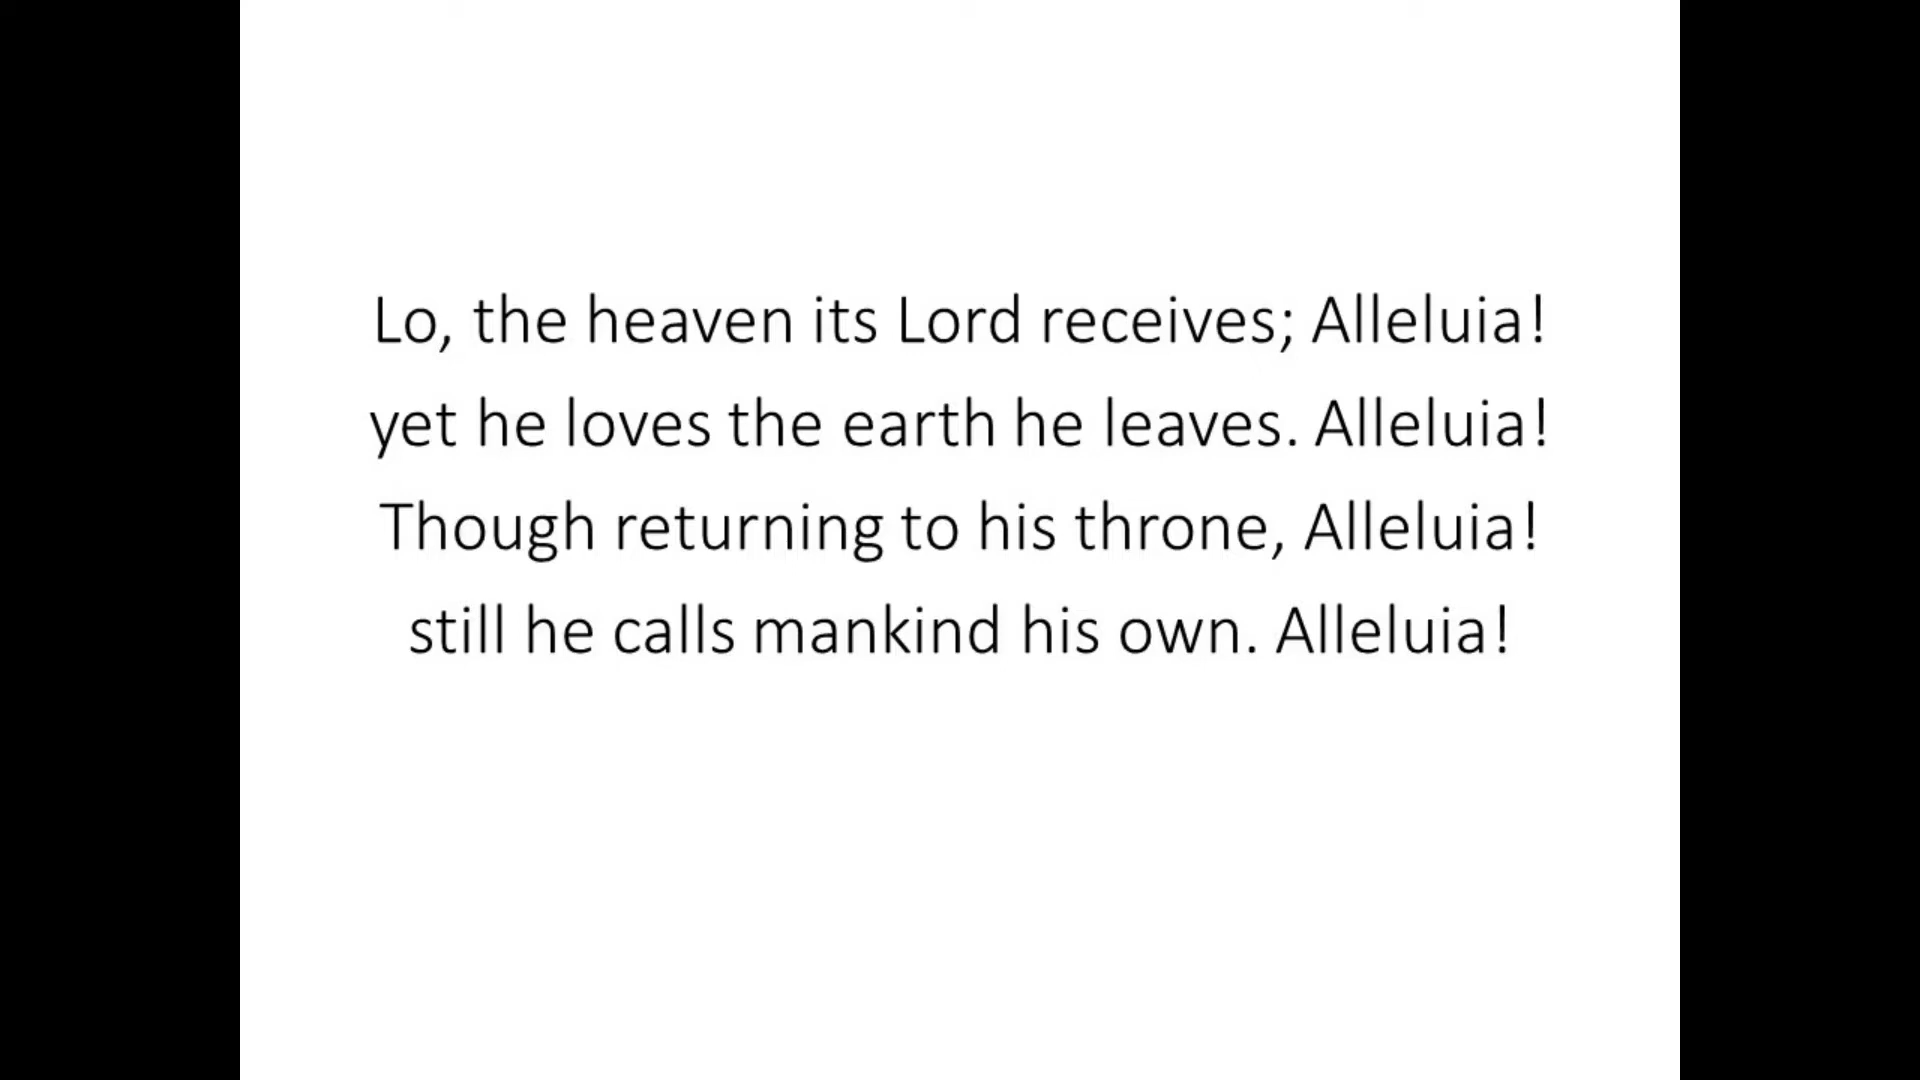 Lo, the heaven its Lord receives; Alleluia!
yet he loves the earth he leaves. Alleluia!
Though returning to his throne, Alleluia!
still he calls mankind his own. Alleluia!